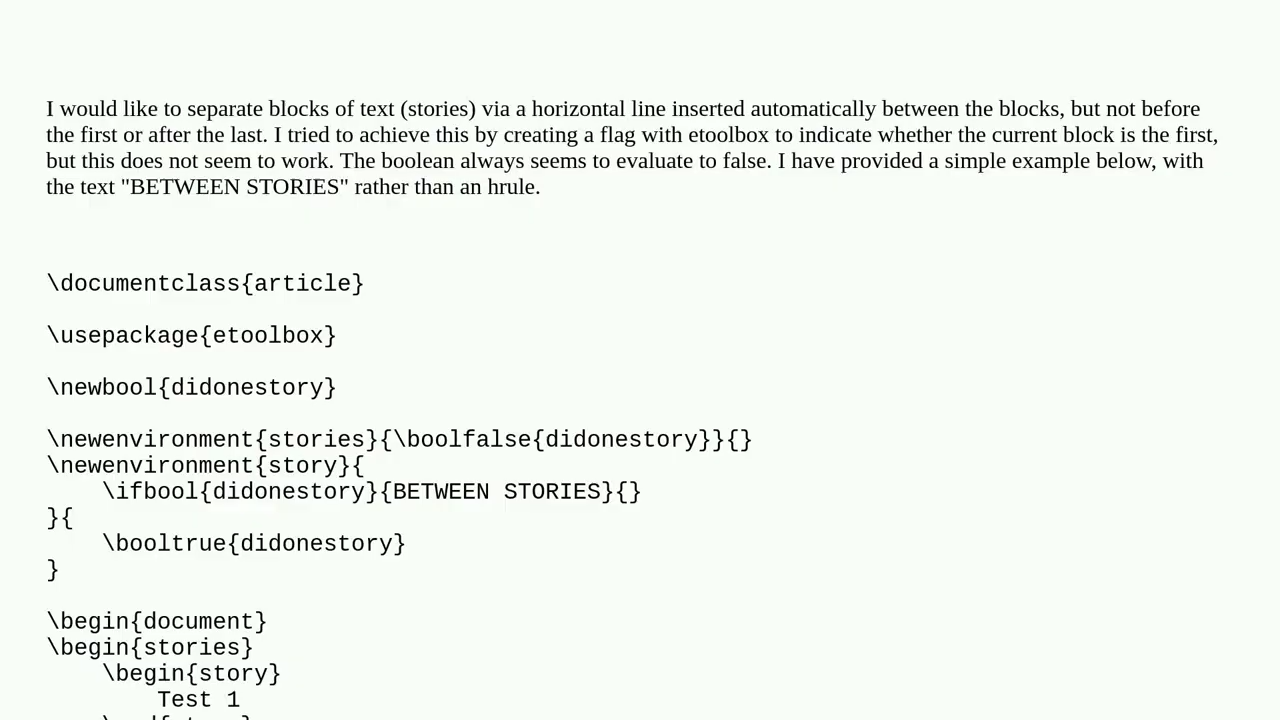 I would like to separate blocks of text (stories) via a horizontal line inserted automatically between the blocks, but not before
the first or after the last. I tried to achieve this by creating a flag with etoolbox to indicate whether the current block is the first,
but this does not seem to work. The boolean always seems to evaluate to false. I have provided a simple example below, with
the text "BETWEEN STORIES" rather than an hrule.
\documentclass{article}
\usepackage{etoolbox}
\newbool{didonestory}
\newenvironment{stories}{\boolfalse{didonestory}}{}
\newenvironment{story}{
    \ifbool{didonestory}{BETWEEN STORIES}{}
}{
    \booltrue{didonestory}
}
\begin{document}
\begin{stories}
    \begin{story}
        Test 1